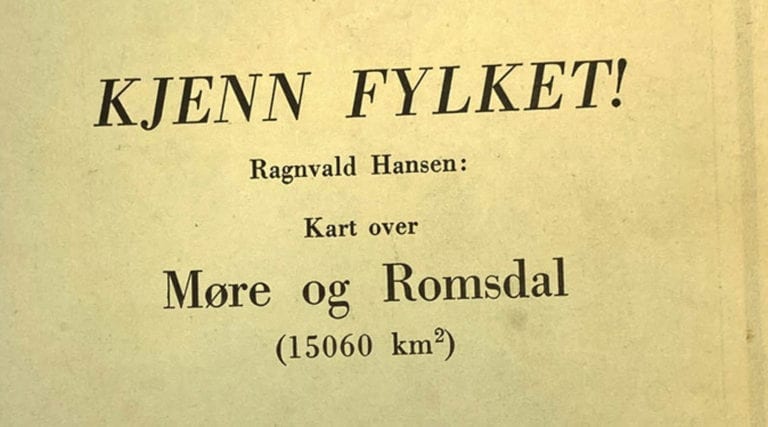 KJENN FYLKET!
Ragnvald Hansen:
Kart over
Møre og Romsdal
(15060 km²)